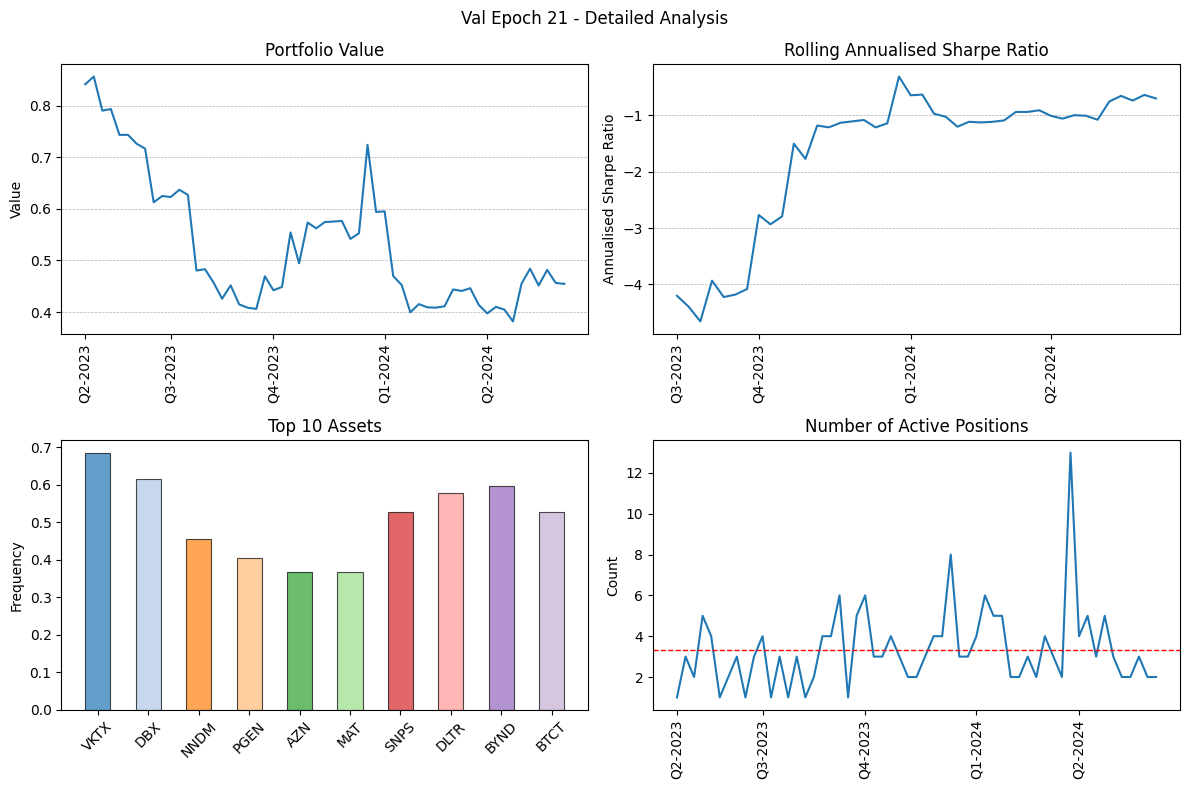 Val Epoch 21 - Detailed Analysis
Portfolio Value
Value
0.8
0.7
0.6
0.5
0.4
Q2-2023
Q3-2023
Q4-2023
Q1-2024
Q2-2024
Rolling Annualised Sharpe Ratio
Annualised Sharpe Ratio
−1
−2
−3
−4
Q3-2023
Q4-2023
Q1-2024
Q2-2024
Top 10 Assets
Frequency
0.7
0.6
0.5
0.4
0.3
0.2
0.1
0.0
VKTX
DBX
NNDM
PGEN
AZN
MAT
SNPS
DLTR
BYND
BTCT
Number of Active Positions
Count
12
10
8
6
4
2
Q2-2023
Q3-2023
Q4-2023
Q1-2024
Q2-2024